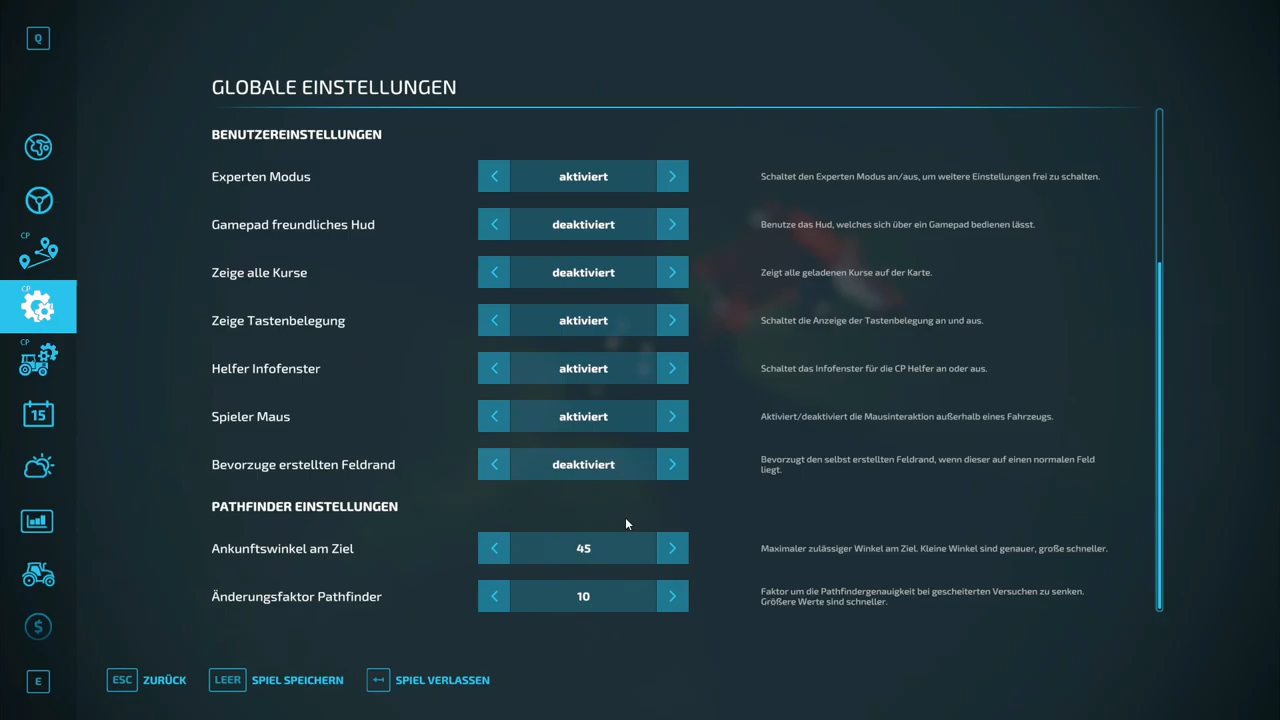 Q
GLOBALE EINSTELLUNGEN
BENUTZEREINSTELLUNGEN
Experten Modus
aktiviert
Schaltet den Experten Modus an/aus, um weitere Einstellungen frei zu schalten.
Gamepad freundliches Hud
deaktiviert
Benutze das Hud, welches sich über ein Gamepad bedienen lässt.
CP
Zeige alle Kurse
deaktiviert
Zeigt alle geladenen Kurse auf der Karte.
CP
Zeige Tastenbelegung
aktiviert
Schaltet die Anzeige der Tastenbelegung an und aus.
CP
Helfer Infofenster
aktiviert
Schaltet das Infofenster für die CP Helfer an oder aus.
15
Spieler Maus
aktiviert
Aktiviert/deaktiviert die Mausinteraktion außerhalb eines Fahrzeugs.
Bevorzuge erstellten Feldrand
deaktiviert
Bevorzugt den selbst erstellten Feldrand, wenn dieser auf einen normalen Feld
liegt.
PATHFINDER EINSTELLUNGEN
Ankunftswinkel am Ziel
45
Maximaler zulässiger Winkel am Ziel. Kleine Winkel sind genauer, große schneller.
Änderungsfaktor Pathfinder
10
Faktor um die Pathfindergenauigkeit bei gescheiterten Versuchen zu senken.
Größere Werte sind schneller.
$
E
ESC ZURÜCK LEER SPIEL SPEICHERN SPIEL VERLASSEN